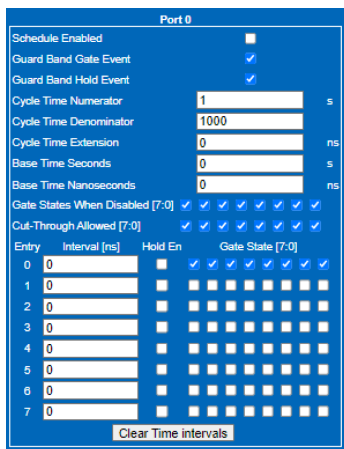 Port 0
Schedule Enabled
Guard Band Gate Event
Guard Band Hold Event
Cycle Time Numerator 1 s
Cycle Time Denominator 1000
Cycle Time Extension 0 ns
Base Time Seconds 0 s
Base Time Nanoseconds 0 ns
Gate States When Disabled [7:0]
Cut-Through Allowed [7:0]
Entry Interval [ns] Hold En Gate State [7:0]
0 0
1 0
2 0
3 0
4 0
5 0
6 0
7 0
Clear Time intervals